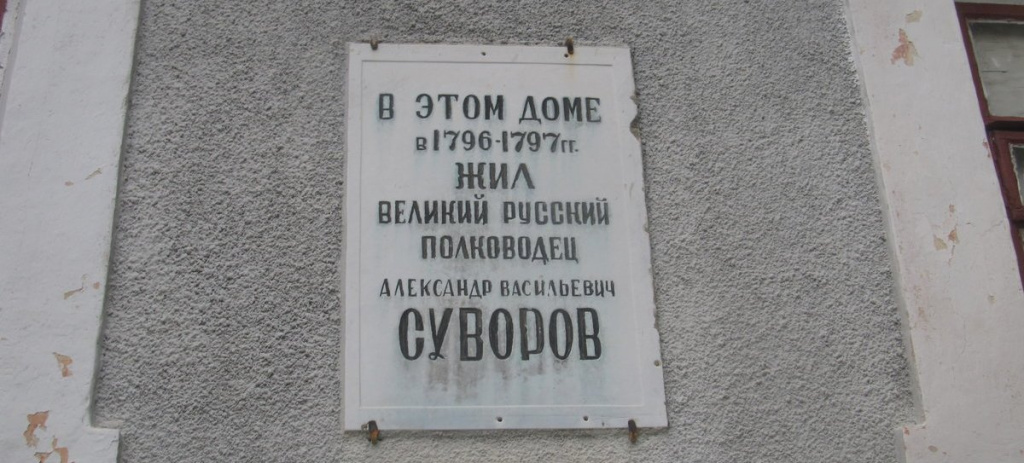 В ЭТОМ ДОМЕ
в 1796-1797 гг.
ЖИЛ
ВЕЛИКИЙ РУССКИЙ
ПОЛКОВОДЕЦ
АЛЕКСАНДР ВАСИЛЬЕВИЧ
СУВОРОВ